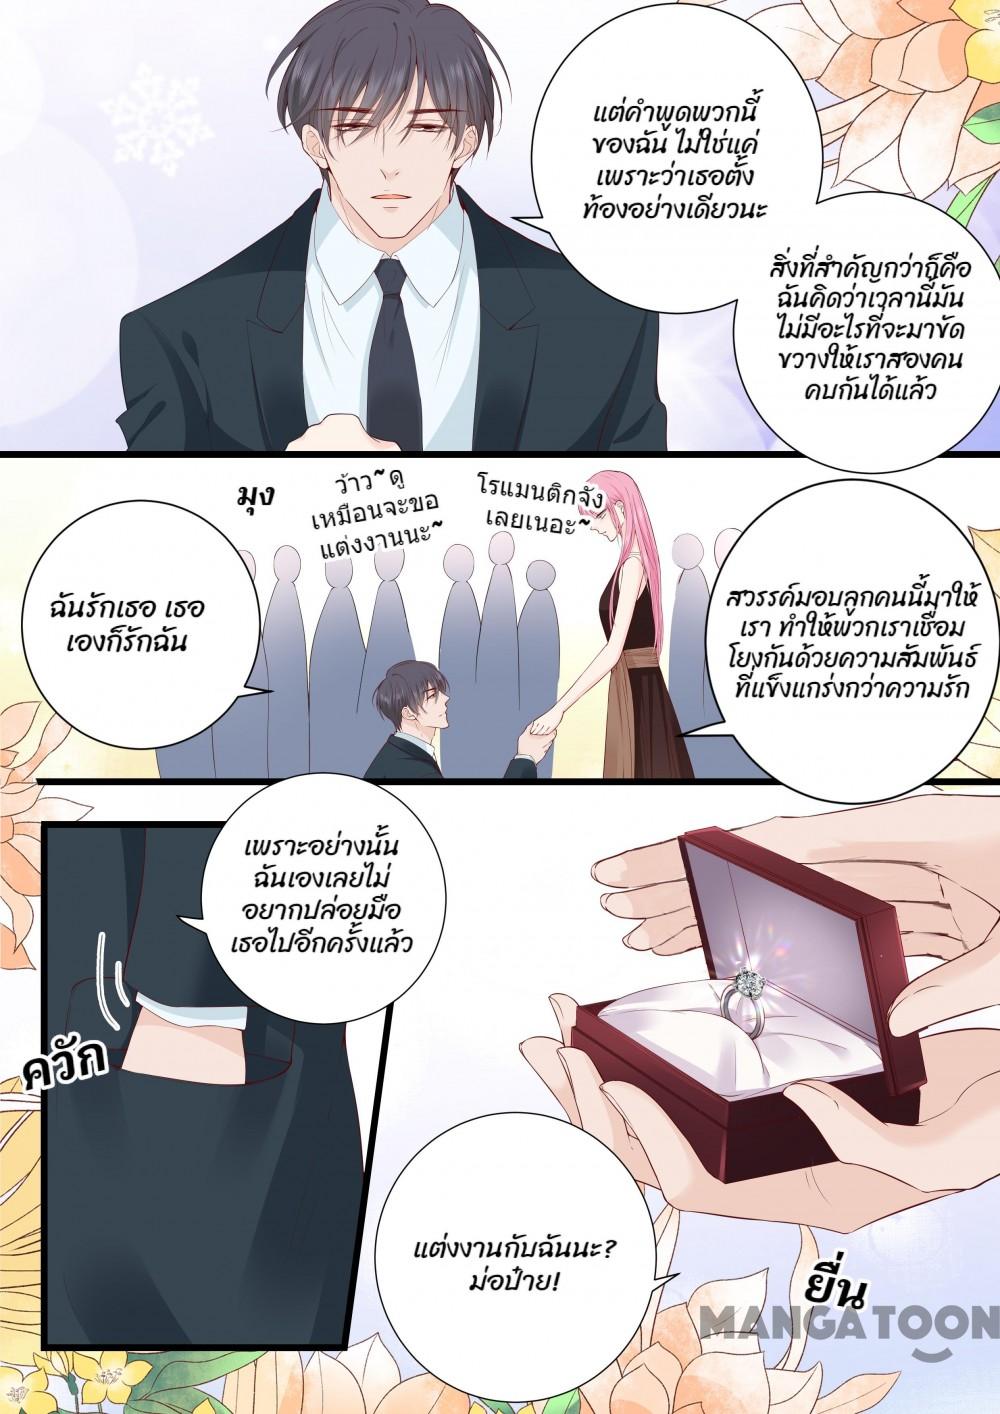 แต่คำพูดพวกนี้
ของฉัน ไม่ใช่แค่
เพราะว่าเธอตั้ง
ท้องอย่างเดียวนะ
สิ่งที่สำคัญกว่าก็คือ
ฉันคิดว่าเวลานี้มัน
ไม่มีอะไรที่จะมาขัด
ขวางให้เราสองคน
คบกันได้แล้ว
มุง
ว้าว~ดู
เหมือนจะขอ
แต่งงานนะ~
โรแมนติกจัง
เลยเนอะ~
ฉันรักเธอ เธอ
เองก็รักฉัน
สวรรค์มอบลูกคนนี้มาให้
เรา ทำให้พวกเราเชื่อม
โยงกันด้วยความสัมพันธ์
ที่แข็งแกร่งกว่าความรัก
เพราะอย่างนั้น
ฉันเองเลยไม่
อยากปล่อยมือ
เธอไปอีกครั้งแล้ว
ควัก
แต่งงานกับฉันนะ?
ม่อป๋าย!
ยื่น
MANGATOON